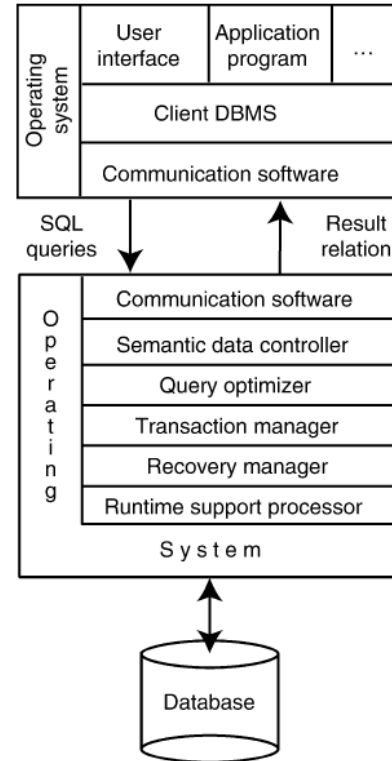 Operating
system
User
interface
Application
program
...
Client DBMS
Communication software
SQL
queries
Result
relation
Operating
System
Communication software
Semantic data controller
Query optimizer
Transaction manager
Recovery manager
Runtime support processor
Database